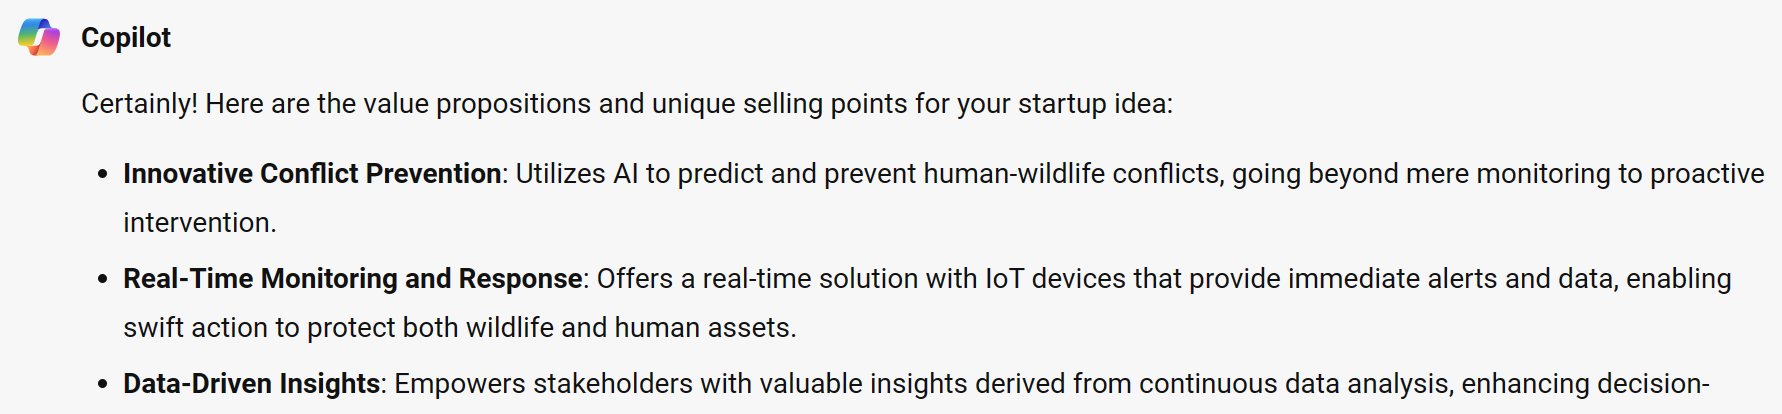 Copilot
Certainly! Here are the value propositions and unique selling points for your startup idea:
• Innovative Conflict Prevention: Utilizes AI to predict and prevent human-wildlife conflicts, going beyond mere monitoring to proactive
intervention.
• Real-Time Monitoring and Response: Offers a real-time solution with IoT devices that provide immediate alerts and data, enabling
swift action to protect both wildlife and human assets.
• Data-Driven Insights: Empowers stakeholders with valuable insights derived from continuous data analysis, enhancing decision-